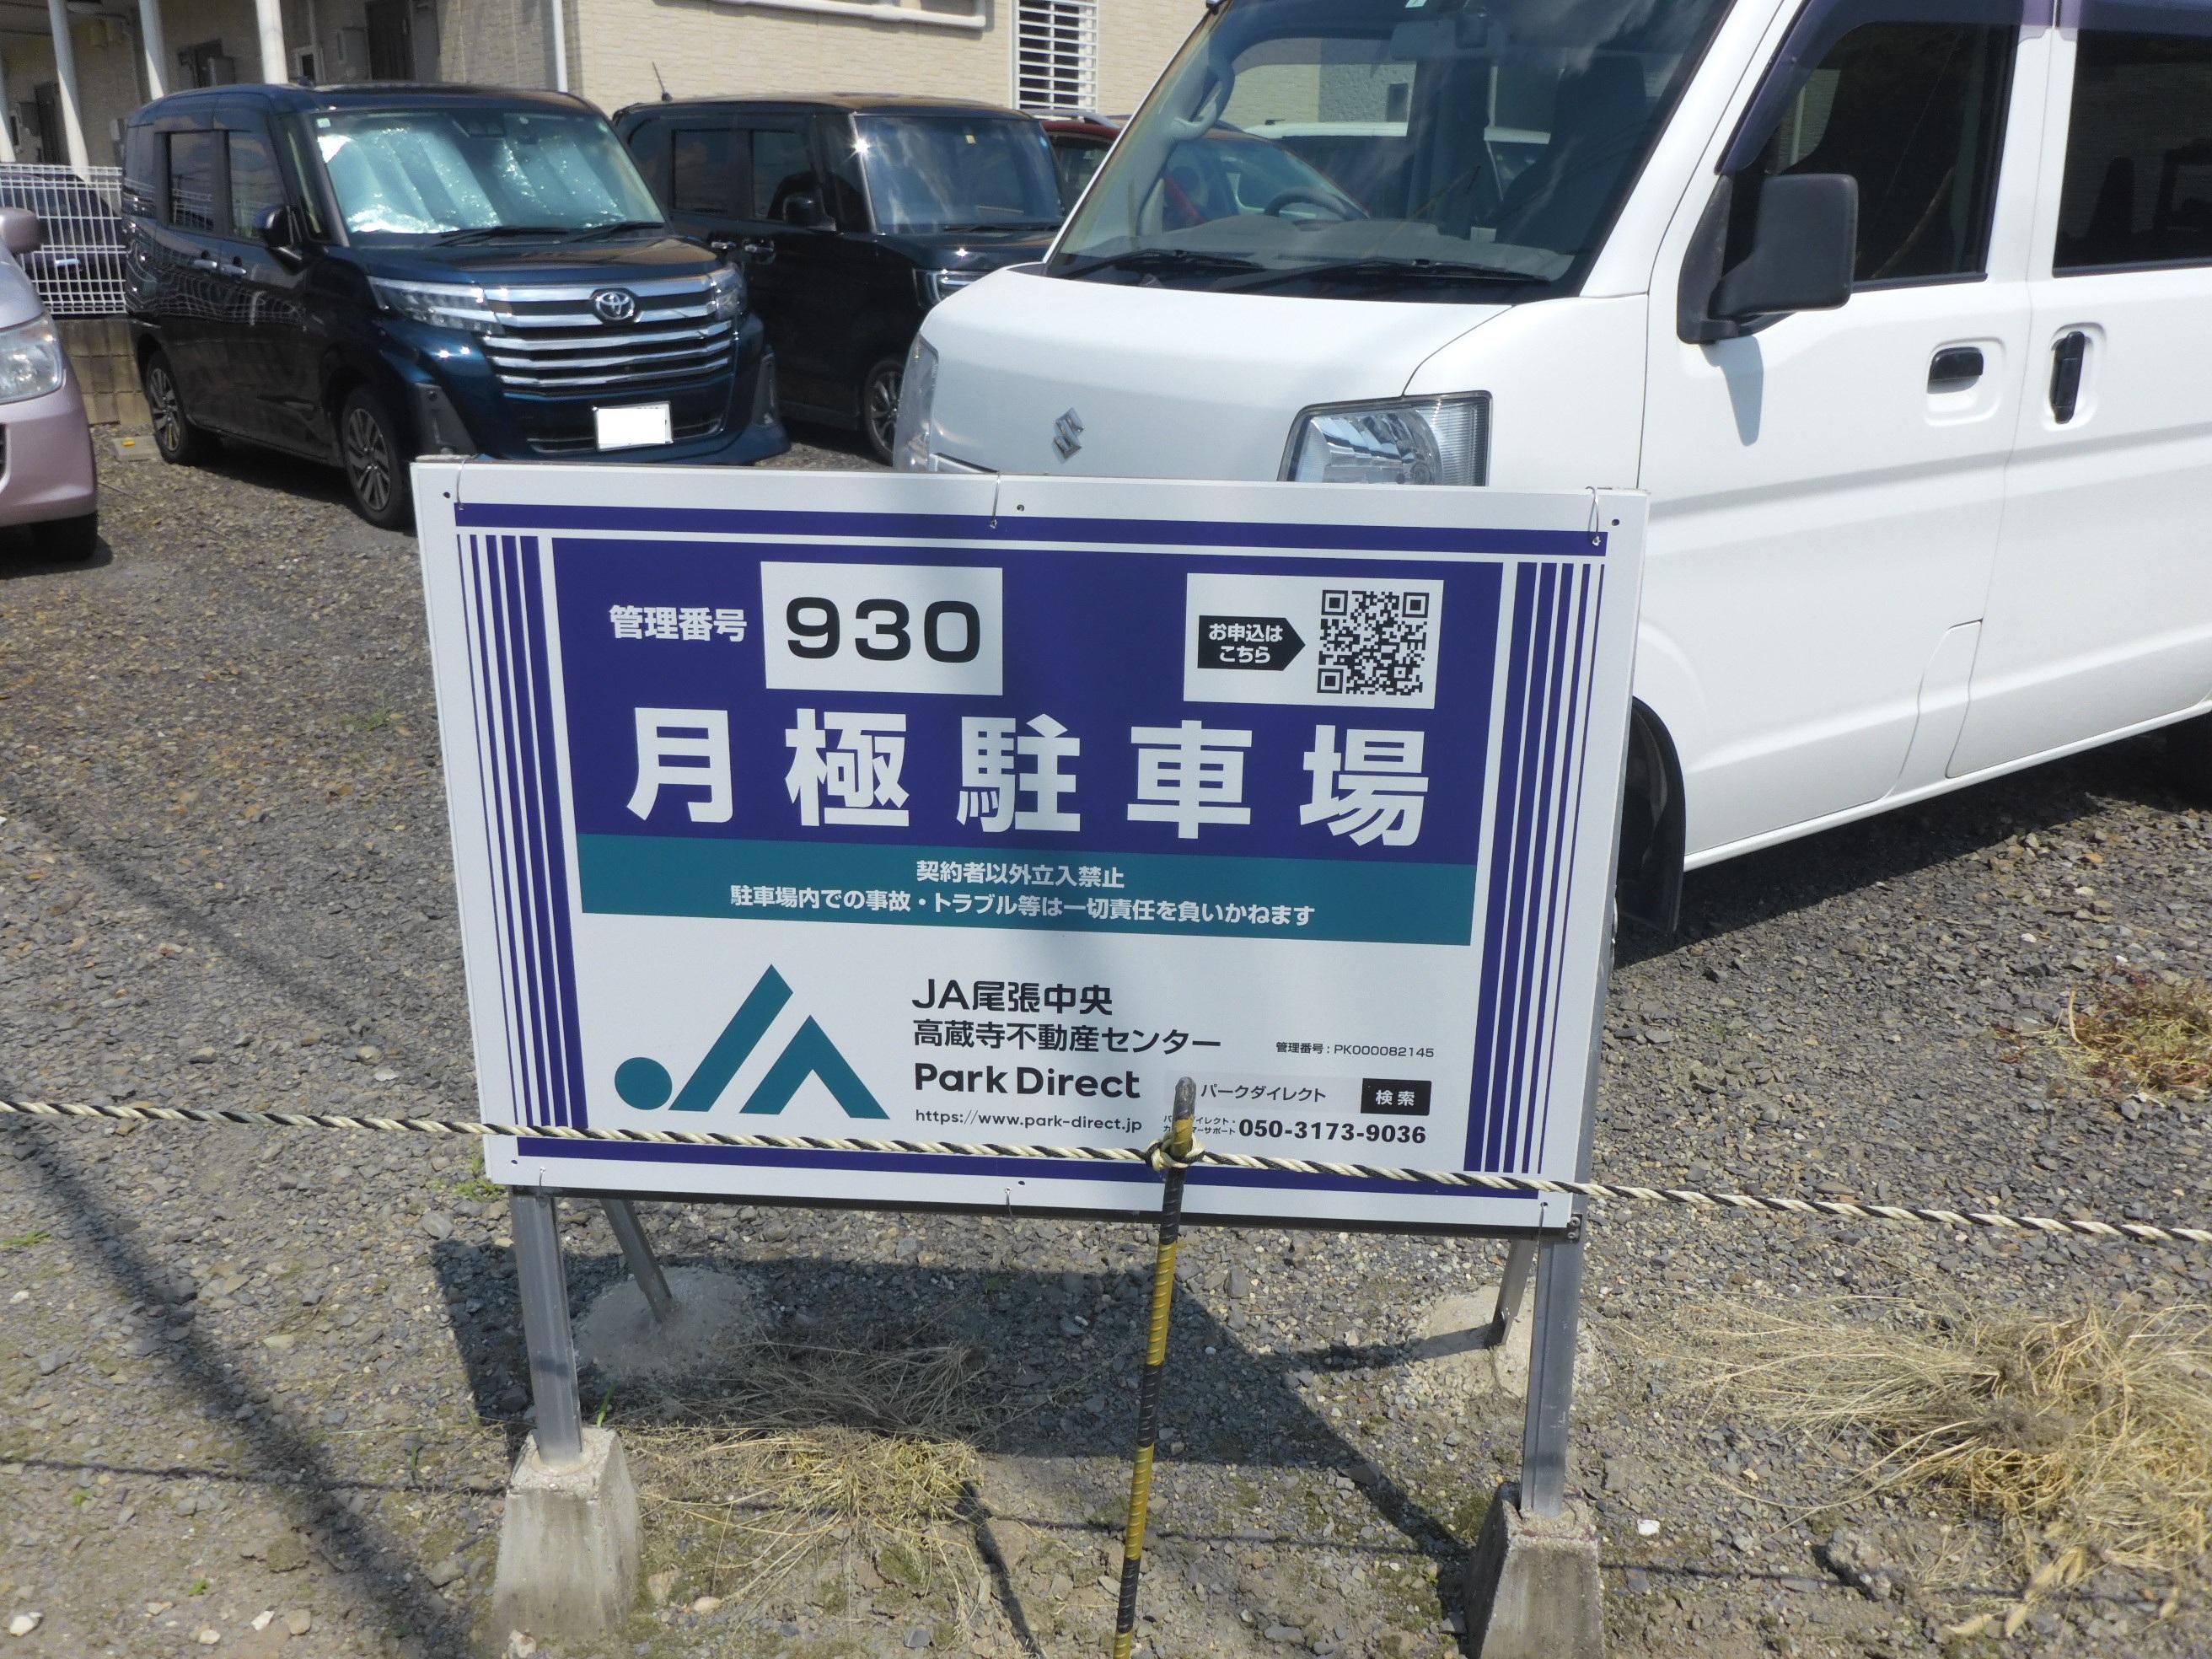 管理番号 930
お申込は
こちら
月極駐車場
契約者以外立入禁止
駐車場内での事故・トラブル等は一切責任を負いかねます
JA
JA尾張中央
高蔵寺不動産センター
管理番号：PK000082145
Park Direct
パークダイレクト 検索
https://www.park-direct.jp
050-3173-9036